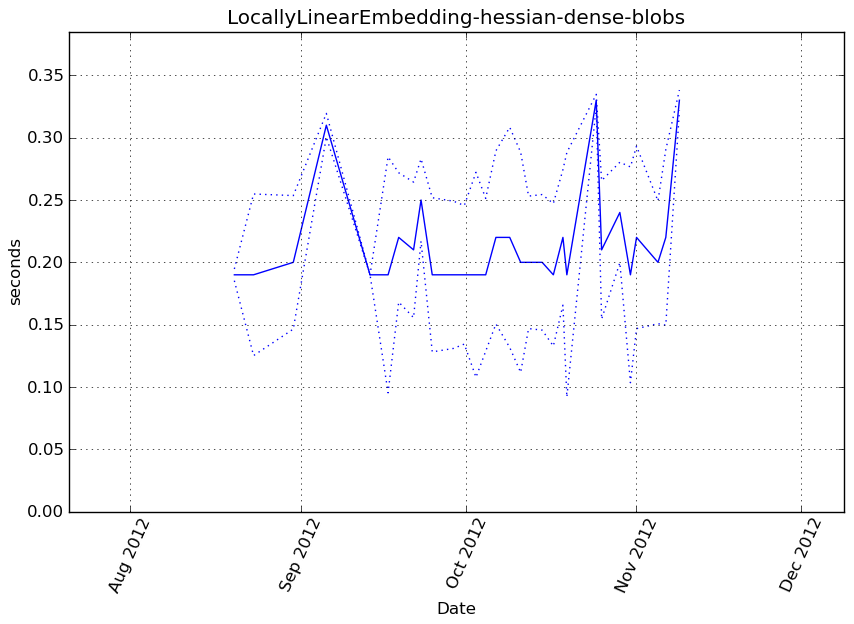 LocallyLinearEmbedding-hessian-dense-blobs
0.35
0.30
0.25
0.20
0.15
0.10
0.05
0.00
seconds
Aug 2012
Sep 2012
Oct 2012
Nov 2012
Dec 2012
Date